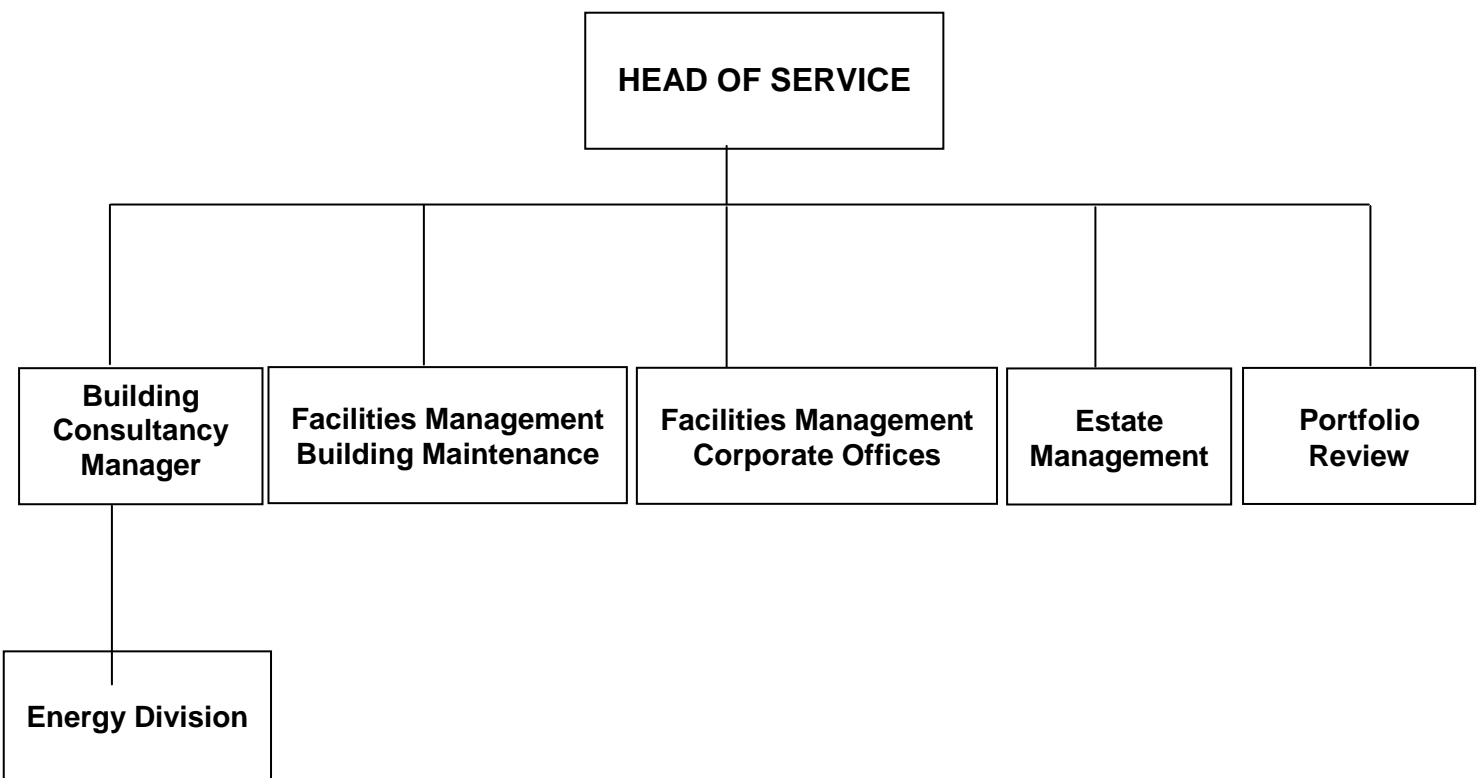 HEAD OF SERVICE
Building
Consultancy
Manager
Facilities Management
Building Maintenance
Facilities Management
Corporate Offices
Estate
Management
Portfolio
Review
Energy Division